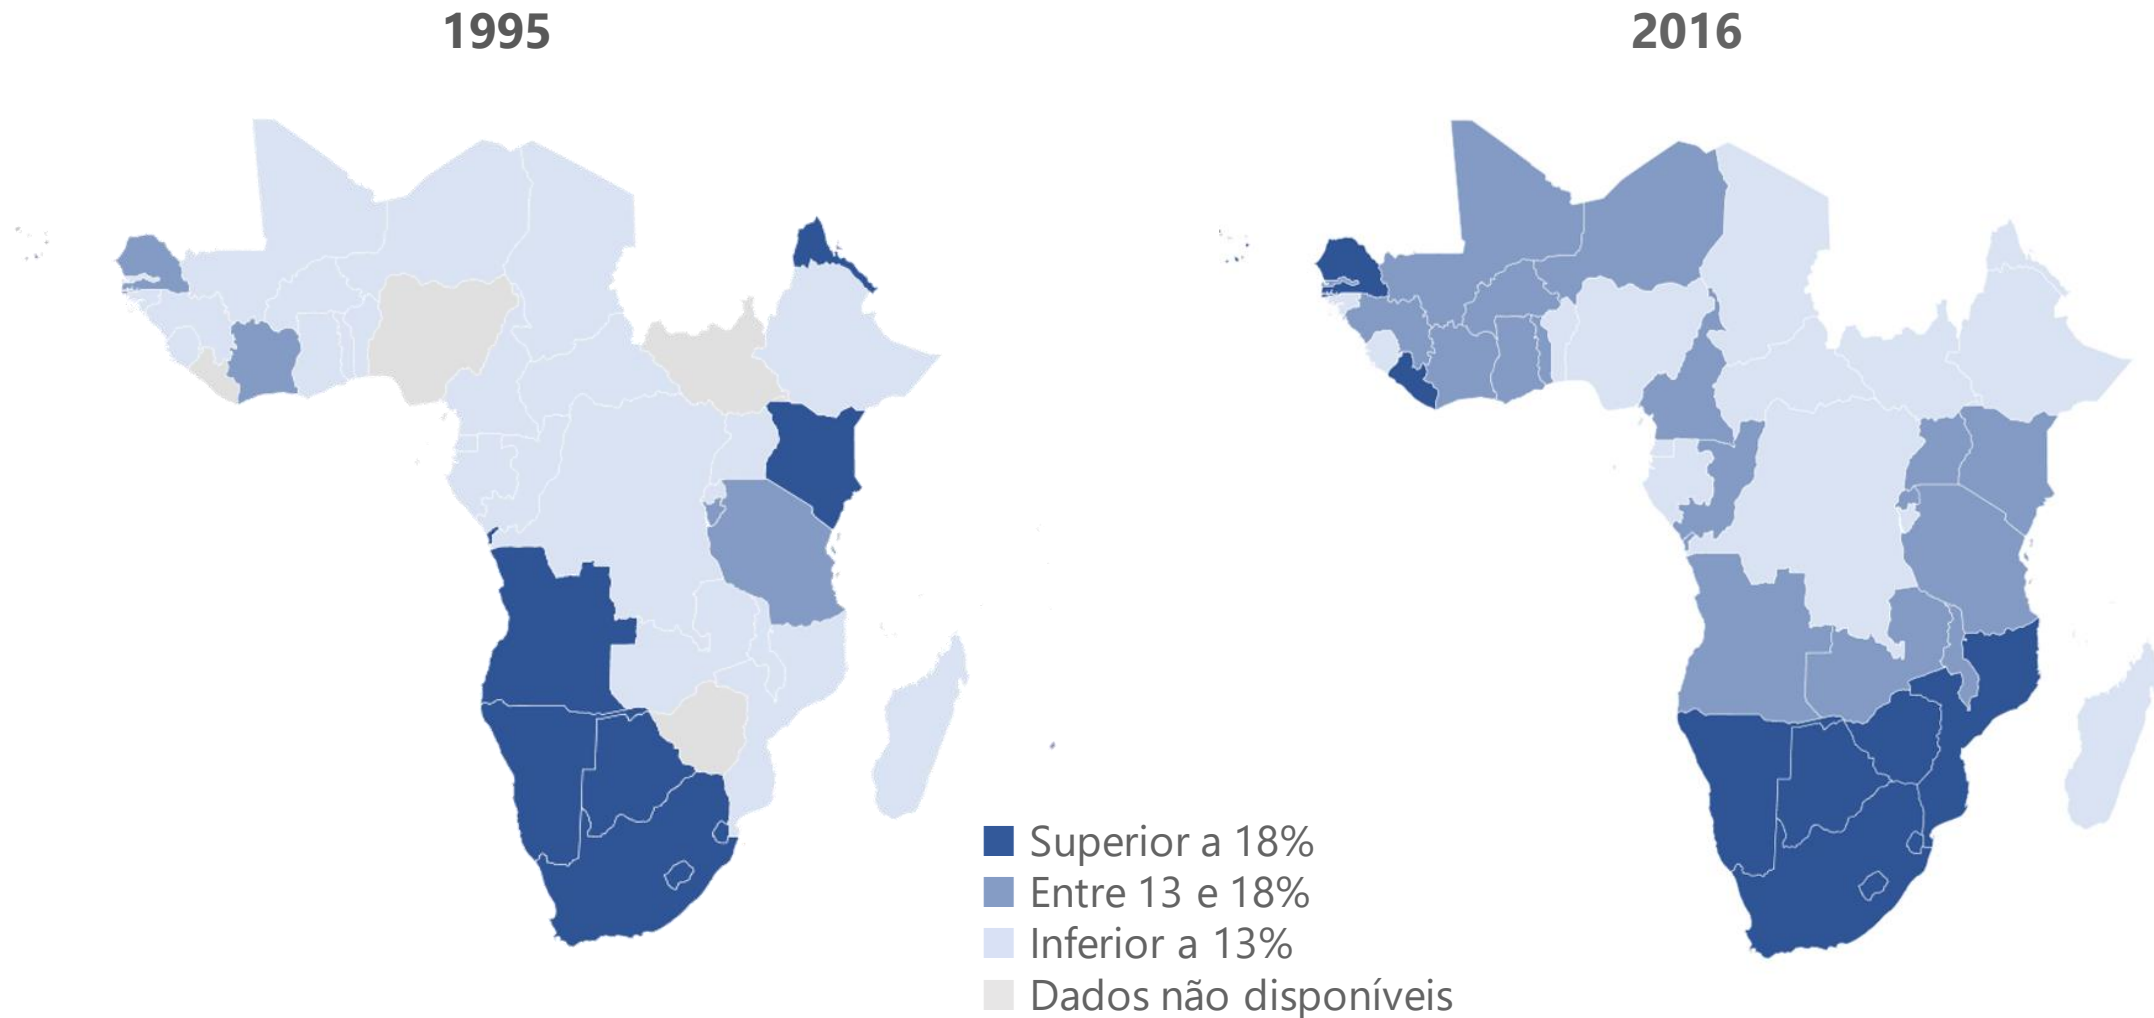 1995
2016
Superior a 18%
Entre 13 e 18%
Inferior a 13%
Dados não disponíveis